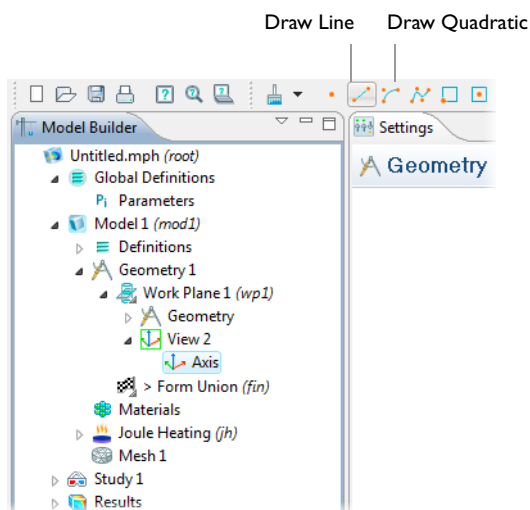 Draw Line Draw Quadratic
Model Builder
Settings
Geometry
Untitled.mph (root)
Global Definitions
Pi Parameters
Model 1 (mod1)
Definitions
Geometry 1
Work Plane 1 (wp1)
Geometry
View 2
Axis
> Form Union (fin)
Materials
Joule Heating (jh)
Mesh 1
Study 1
Results